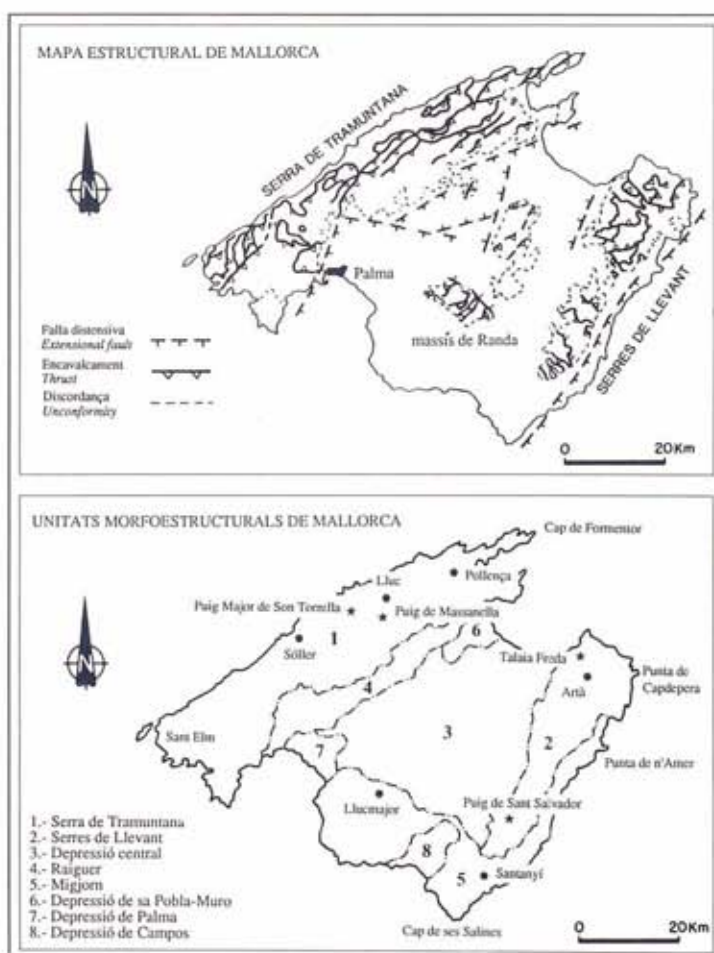 MAPA ESTRUCTURAL DE MALLORCA
N
SERRA DE TRAMUNTANA
Palma
massís de Randa
SERRES DE LLEVANT
Falla distensiva
Extensional fault
Encavalcament
Thrust
Discordança
Unconformity
0 20Km
UNITATS MORFOESTRUCTURALS DE MALLORCA
N
Cap de Formentor
Pollença
Lluc
Puig Major de Son Torrella
Puig de Massanella
1
6
Sóller
Talaia Freda
Artà
Punta de Capdepera
4
3
2
Sant Elm
7
Punta de n'Amer
Llucmajor
Puig de Sant Salvador
8
5
Santanyí
Cap de ses Salines
1.- Serra de Tramuntana
2.- Serres de Llevant
3.- Depressió central
4.- Raiguer
5.- Migjorn
6.- Depressió de sa Pobla-Muro
7.- Depressió de Palma
8.- Depressió de Campos
0 20Km